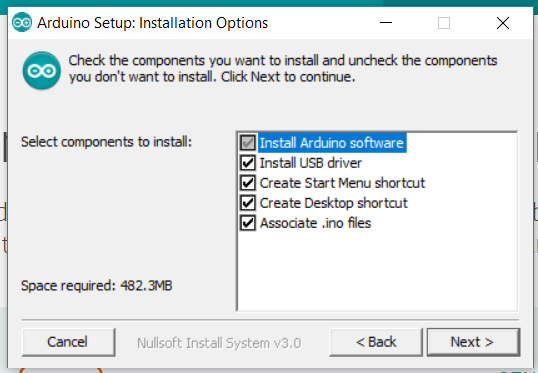 Arduino Setup: Installation Options
Check the components you want to install and uncheck the components
you don't want to install. Click Next to continue.
Select components to install:
Install Arduino software
Install USB driver
Create Start Menu shortcut
Create Desktop shortcut
Associate .ino files
Space required: 482.3MB
Cancel
Nullsoft Install System v3.0
< Back
Next >